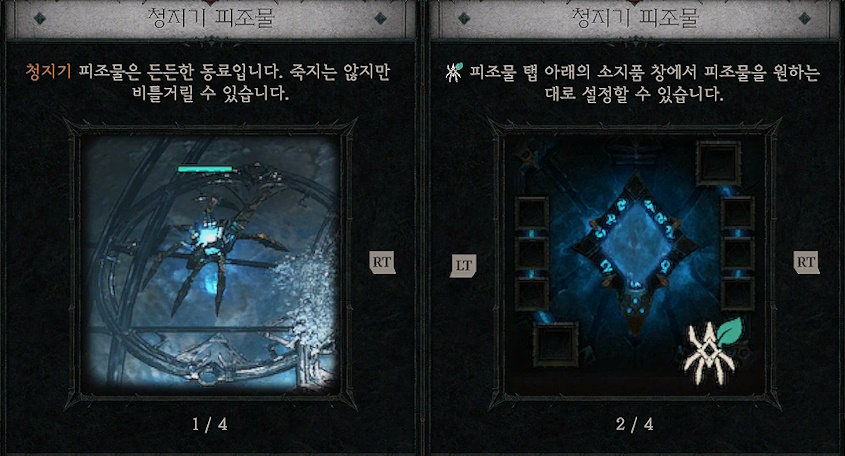 청지기 피조물
청지기 피조물은 든든한 동료입니다. 죽지는 않지만
비틀거릴 수 있습니다.
RT
1 / 4
청지기 피조물
피조물 탭 아래의 소지품 창에서 피조물을 원하는
대로 설정할 수 있습니다.
LT
RT
2 / 4